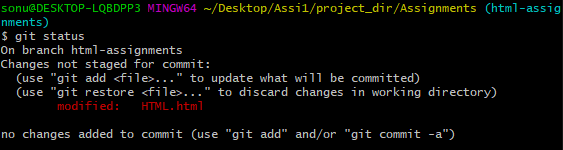 sonu@DESKTOP-LQBDPP3 MINGW64 ~/Desktop/Assi1/project_dir/Assignments (html-assig
nments)
$ git status
On branch html-assignments
Changes not staged for commit:
  (use "git add <file>..." to update what will be committed)
  (use "git restore <file>..." to discard changes in working directory)
        modified:   HTML.html

no changes added to commit (use "git add" and/or "git commit -a")